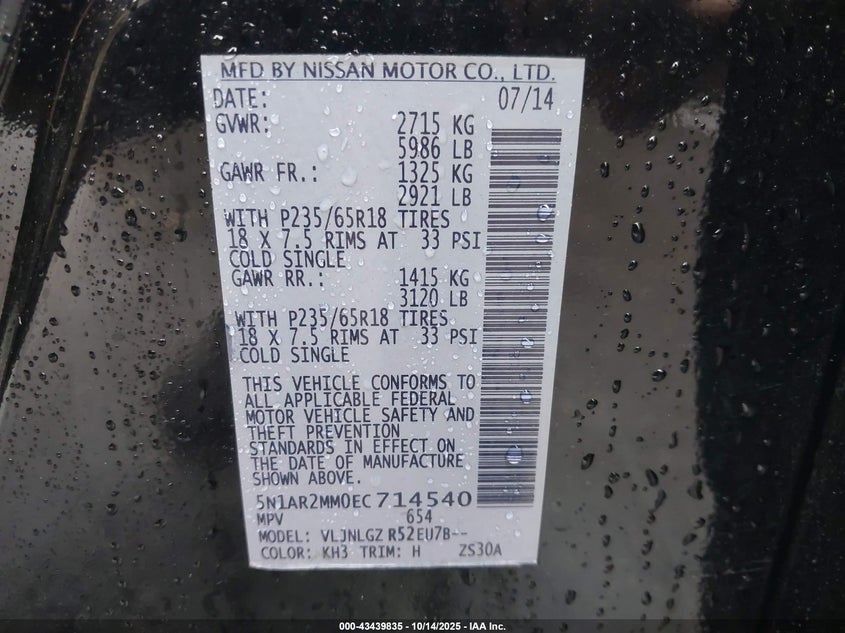 MFD BY NISSAN MOTOR CO., LTD.
DATE: 07/14
GVWR: 2715 KG
5986 LB
GAWR FR.: 1325 KG
2921 LB
WITH P235/65R18 TIRES
18 X 7.5 RIMS AT 33 PSI
COLD SINGLE
GAWR RR.: 1415 KG
3120 LB
WITH P235/65R18 TIRES
18 X 7.5 RIMS AT 33 PSI
COLD SINGLE
THIS VEHICLE CONFORMS TO
ALL APPLICABLE FEDERAL
MOTOR VEHICLE SAFETY AND
THEFT PREVENTION
STANDARDS IN EFFECT ON
THE DATE OF MANUFACTURE
SHOWN ABOVE.
5N1AR2MM0EC714540
MPV 654
MODEL: VLJNLGZ R52EU7B--
COLOR: KH3 TRIM: H ZS30A
000-43439835 - 10/14/2025 - IAA Inc.